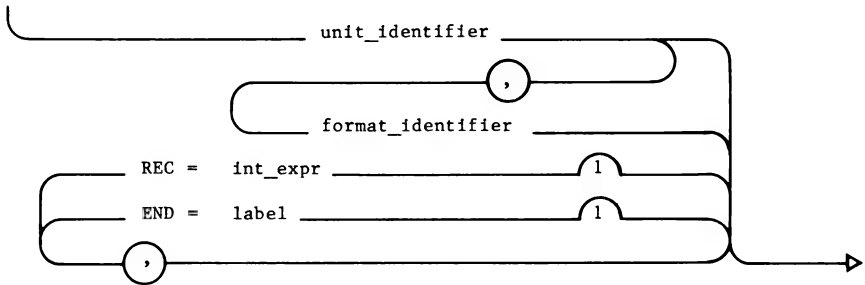 unit_identifier
,
format_identifier
REC = int_expr 1
END = label 1
,